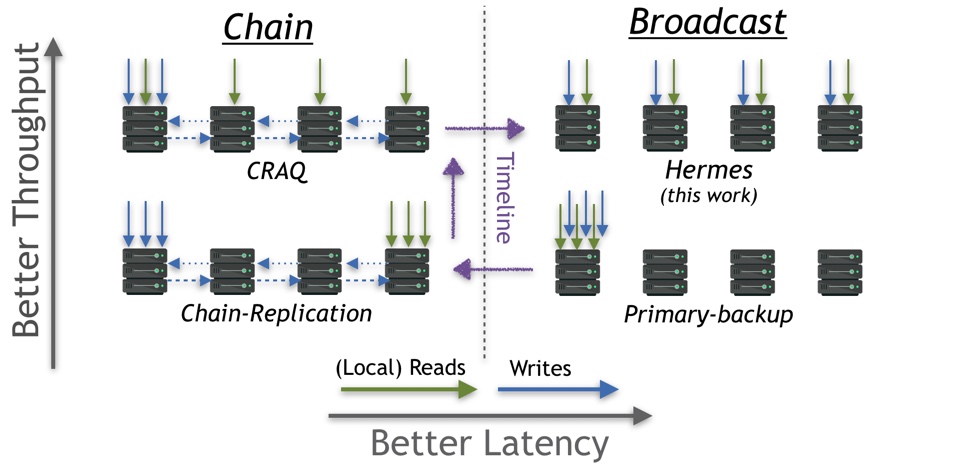 Chain
Broadcast
Better Throughput
CRAQ
Hermes
(this work)
Timeline
Chain-Replication
Primary-backup
(Local) Reads
Writes
Better Latency